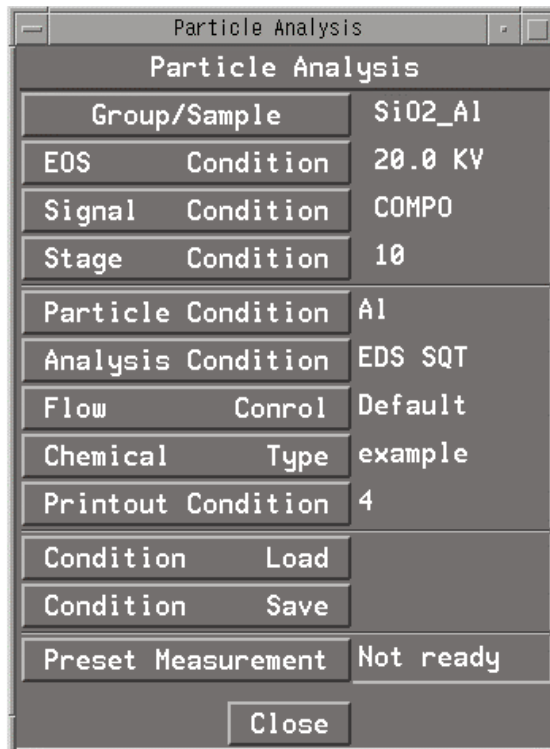 Particle Analysis
Particle Analysis
Group/Sample SiO2_Al
EOS Condition 20.0 KV
Signal Condition COMPO
Stage Condition 10
Particle Condition Al
Analysis Condition EDS SQT
Flow Conrol Default
Chemical Type example
Printout Condition 4
Condition Load
Condition Save
Preset Measurement Not ready
Close